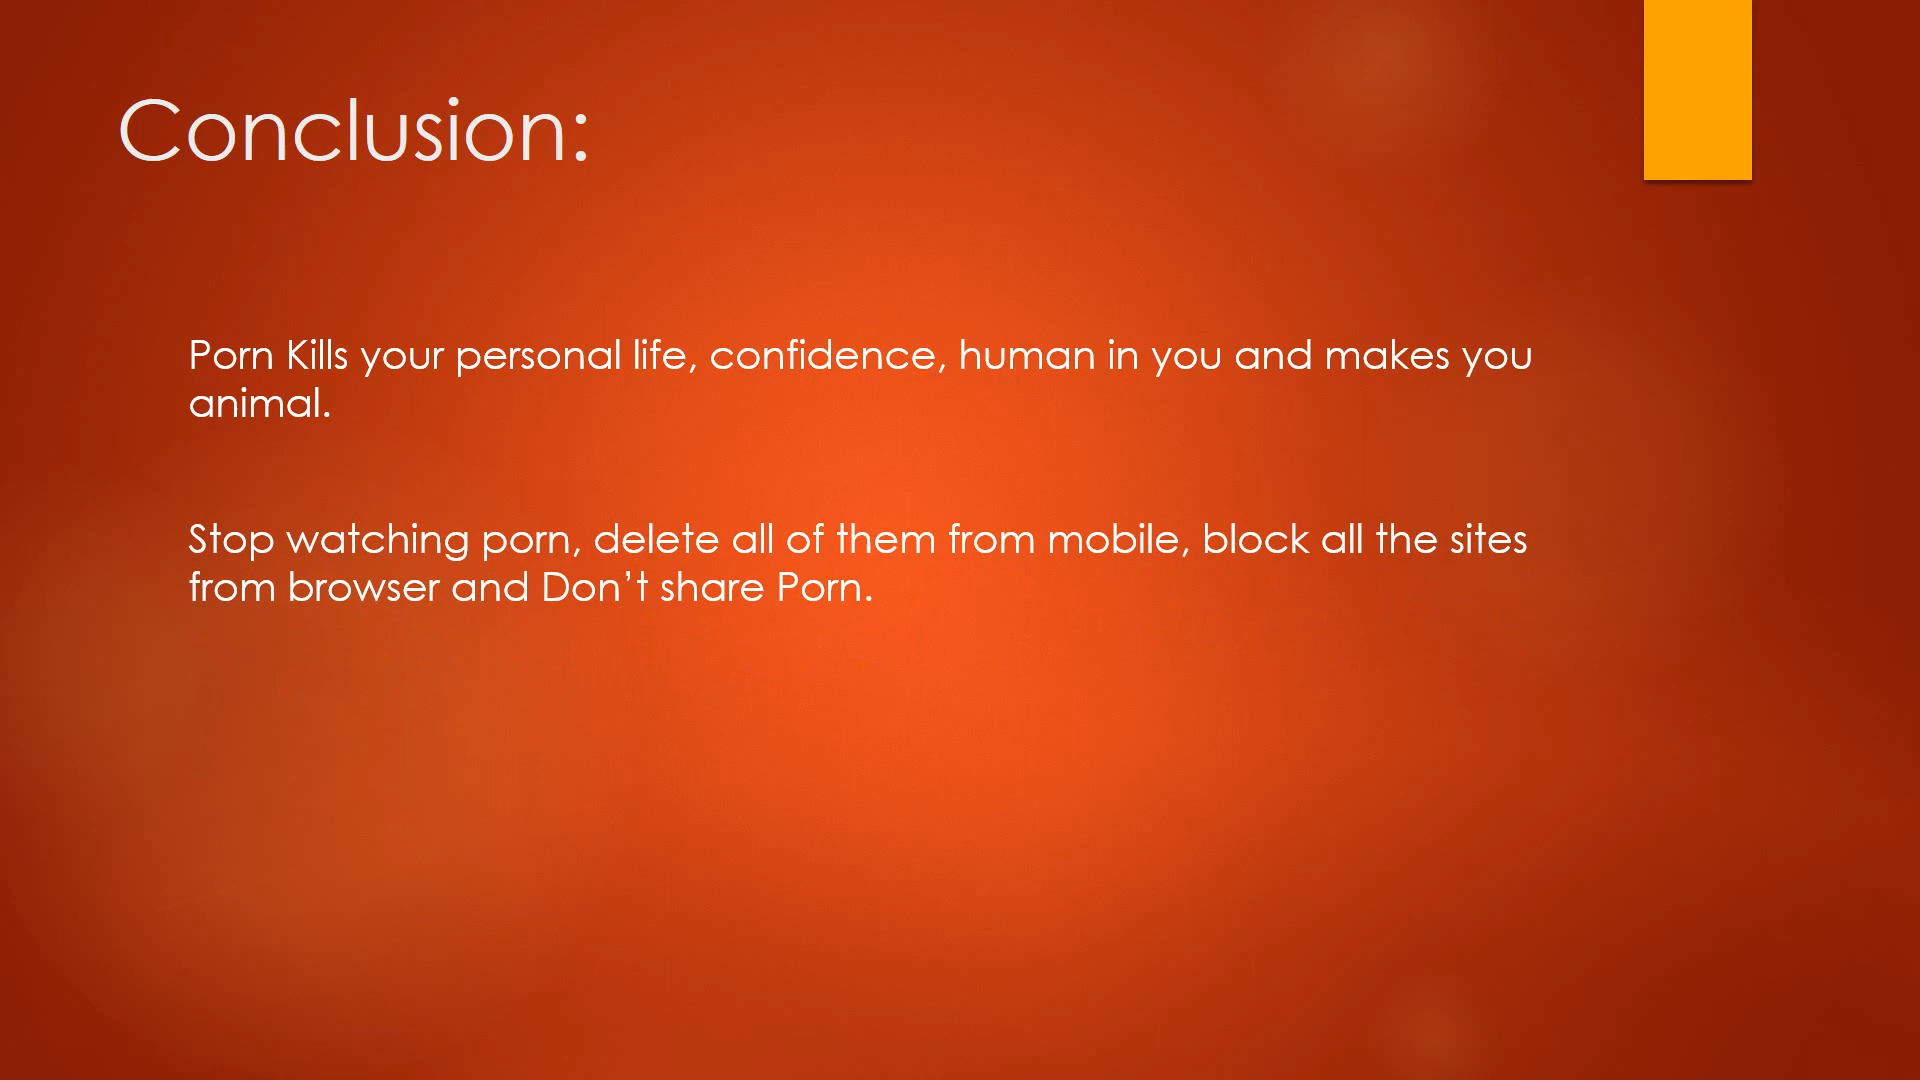 Conclusion:
Porn Kills your personal life, confidence, human in you and makes you
animal.
Stop watching porn, delete all of them from mobile, block all the sites
from browser and Don’t share Porn.